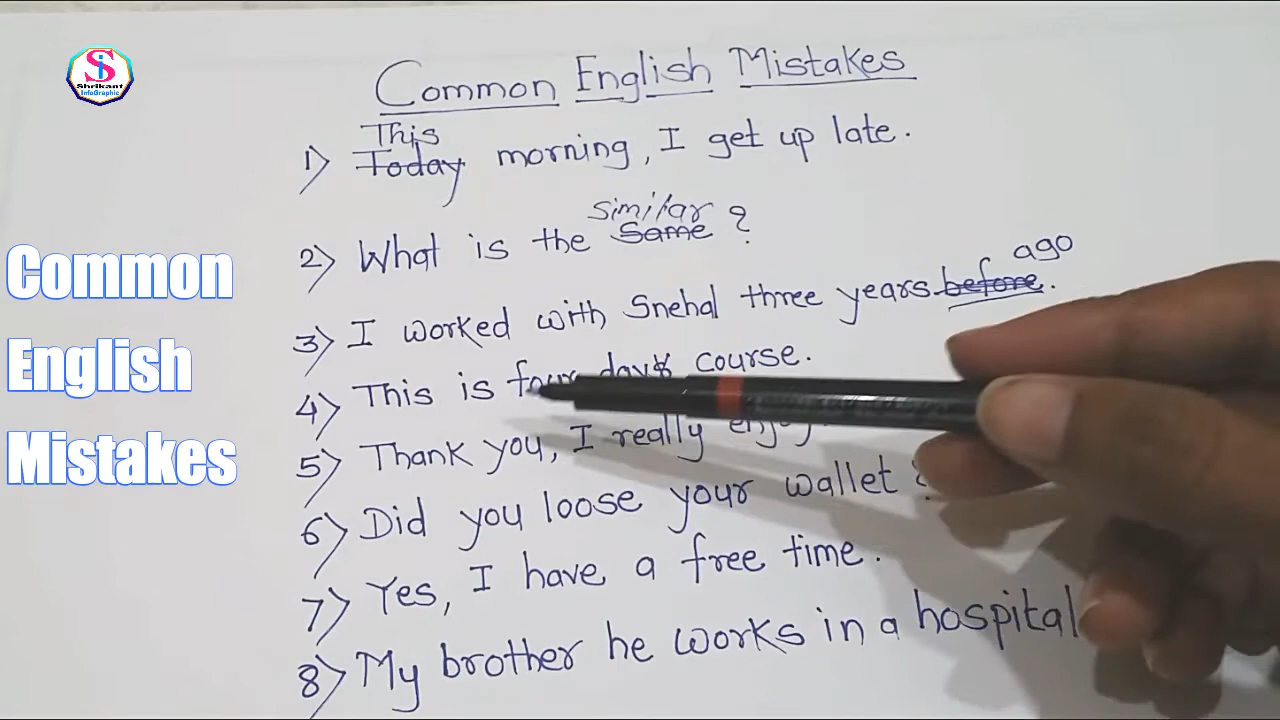 Si
Shrikant
InfoGraphic
Common English Mistakes
This
1) Today morning, I get up late.
similar
2) What is the same ?
ago
3) I worked with Snehal three years before.
4) This is four days course.
5) Thank you, I really enjoy
6) Did you loose your wallet ?
7) Yes, I have a free time.
8) My brother he works in a hospital
Common
English
Mistakes